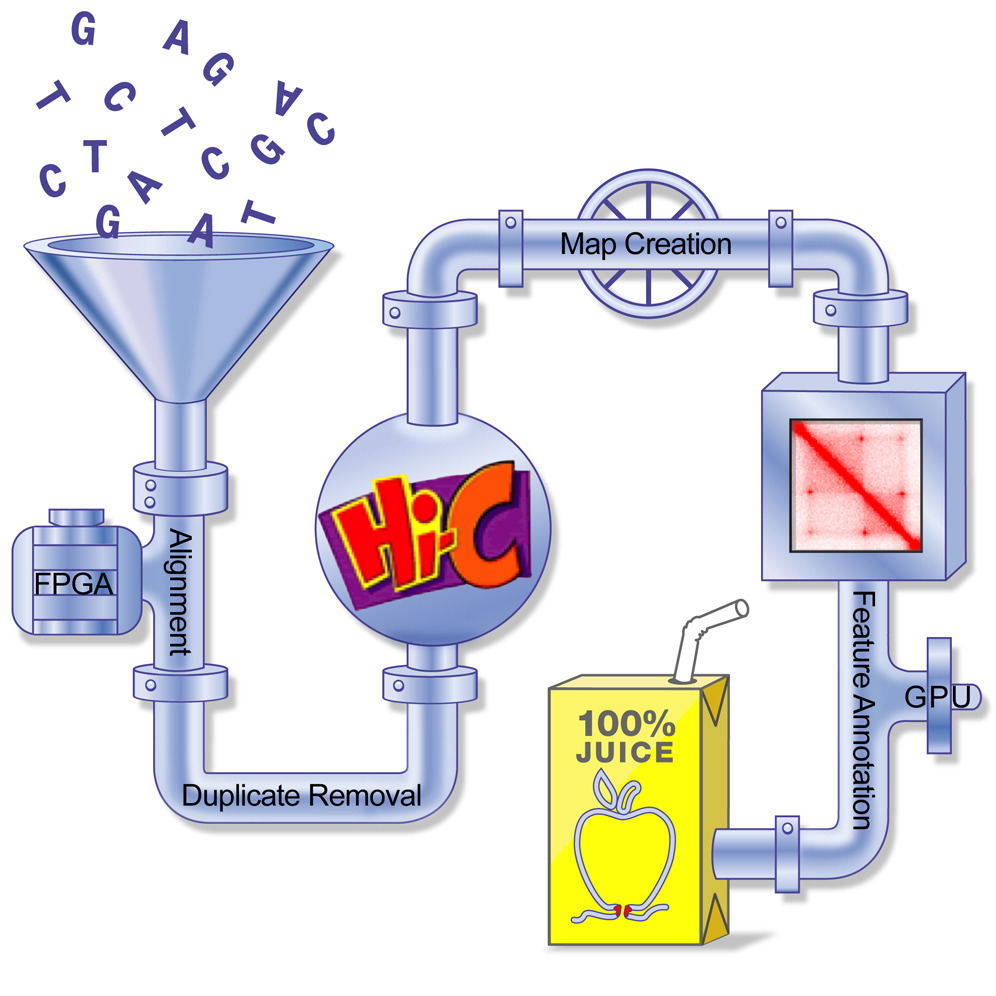 G
A
G
T
C
A
C
T
T
C
G
C
A
G
A
T
FPGA
Alignment
Duplicate Removal
Hi-C
Map Creation
Feature Annotation
GPU
100%
JUICE